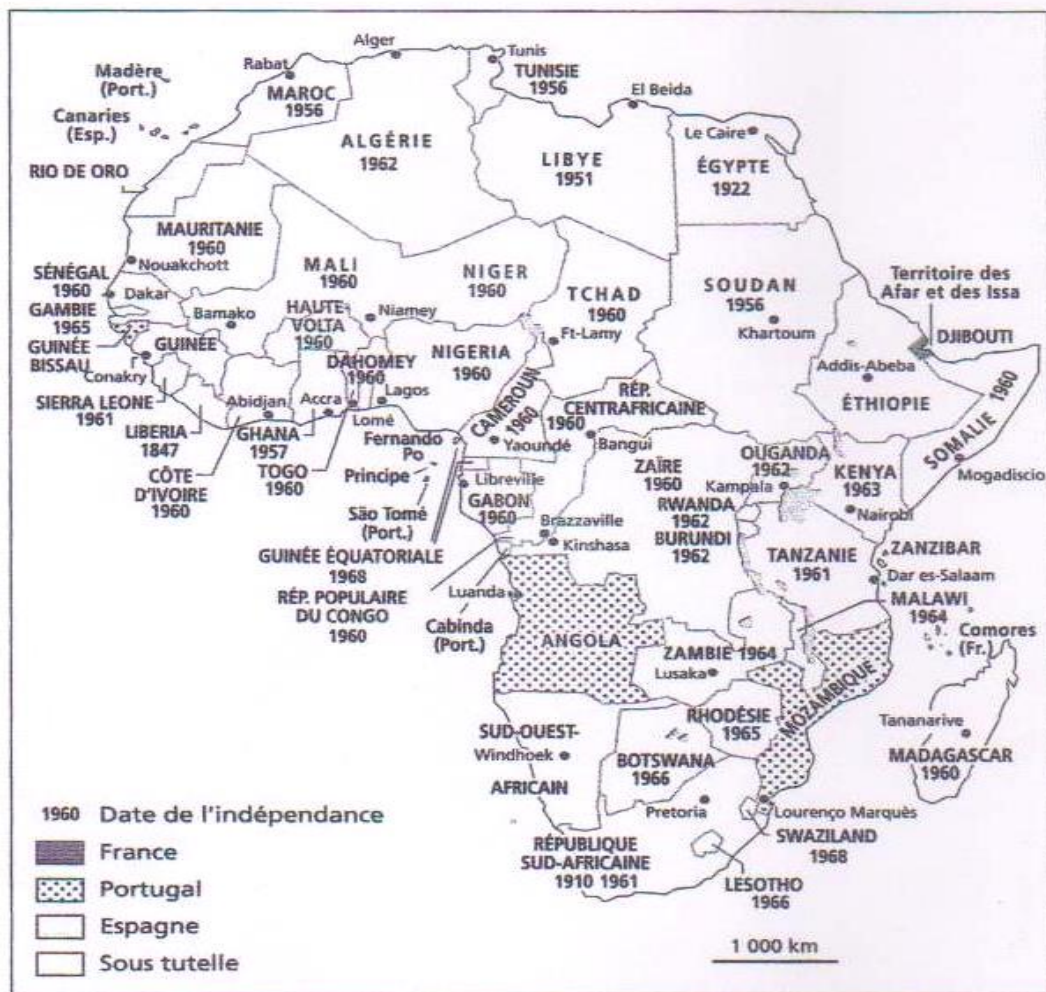 Alger
Tunis
Rabat
Madère
(Port.)
TUNISIE
1956
MAROC
1956
El Beida
Canaries
(Esp.)
Le Caire
ALGÉRIE
1962
LIBYE
1951
ÉGYPTE
1922
RIO DE ORO
MAURITANIE
1960
Nouakchott
MALI
1960
NIGER
1960
SÉNÉGAL
1960
Dakar
TCHAD
1960
SOUDAN
1956
Territoire des
Afar et des Issa
GAMBIE
1965
Bamako
HAUTE-
VOLTA
1960
Niamey
Khartoum
DJIBOUTI
GUINÉE
BISSAU
GUINÉE
Ft-Lamy
DAHOMEY
1960
NIGERIA
1960
Conakry
Addis-Abeba
SIERRA LEONE
1961
Abidjan
Accra
Lagos
CAMEROUN
1960
RÉP.
CENTRAFRICAINE
1960
ÉTHIOPIE
SOMALIE 1960
LIBERIA
1847
GHANA
1957
Lomé
Fernando
Po
Yaoundé
Bangui
CÔTE
D'IVOIRE
1960
TOGO
1960
Principe
Libreville
ZAÏRE
1960
OUGANDA
1962
KENYA
1963
Mogadiscio
Kampala
GABON
1960
São Tomé
(Port.)
Brazzaville
RWANDA
1962
Nairobi
GUINÉE ÉQUATORIALE
1968
Kinshasa
BURUNDI
1962
TANZANIE
1961
ZANZIBAR
Dar es-Salaam
RÉP. POPULAIRE
DU CONGO
1960
Luanda
MALAWI
1964
Cabinda
(Port.)
ANGOLA
ZAMBIE 1964
Comores
(Fr.)
Lusaka
MOZAMBIQUE
RHODÉSIE
1965
Tananarive
SUD-OUEST-
Windhoek
AFRICAIN
BOTSWANA
1966
MADAGASCAR
1960
Pretoria
Lourenço Marquès
SWAZILAND
1968
RÉPUBLIQUE
SUD-AFRICAINE
1910 1961
LESOTHO
1966
1960 Date de l'indépendance
France
Portugal
Espagne
Sous tutelle
1 000 km